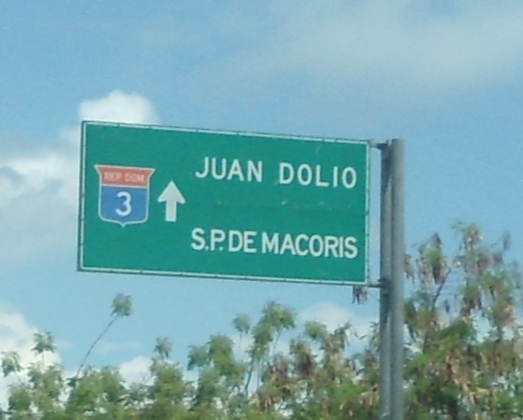 JUAN DOLIO
REP. DOM.
3
S.P. DE MACORIS